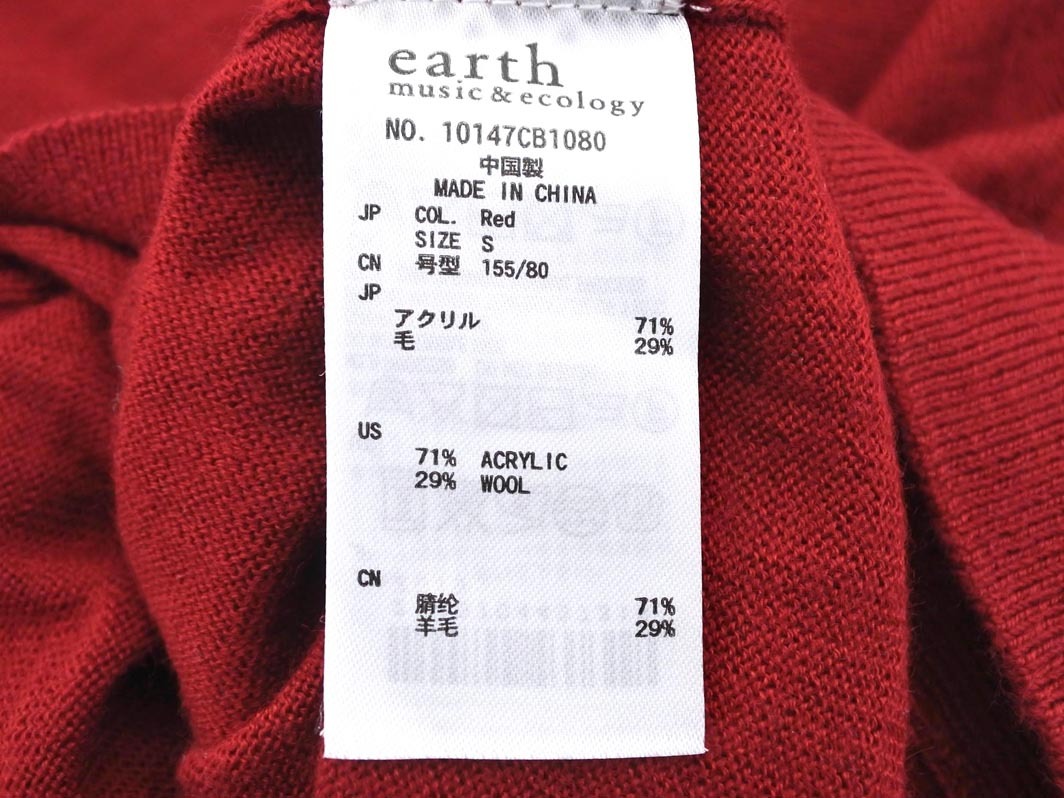 earth
music & ecology
NO. 10147CB1080
中国製
MADE IN CHINA
JP COL. Red
SIZE S
CN 号型 155/80
JP
アクリル 71%
毛 29%
US
71% ACRYLIC
29% WOOL
CN
腈纶 71%
羊毛 29%